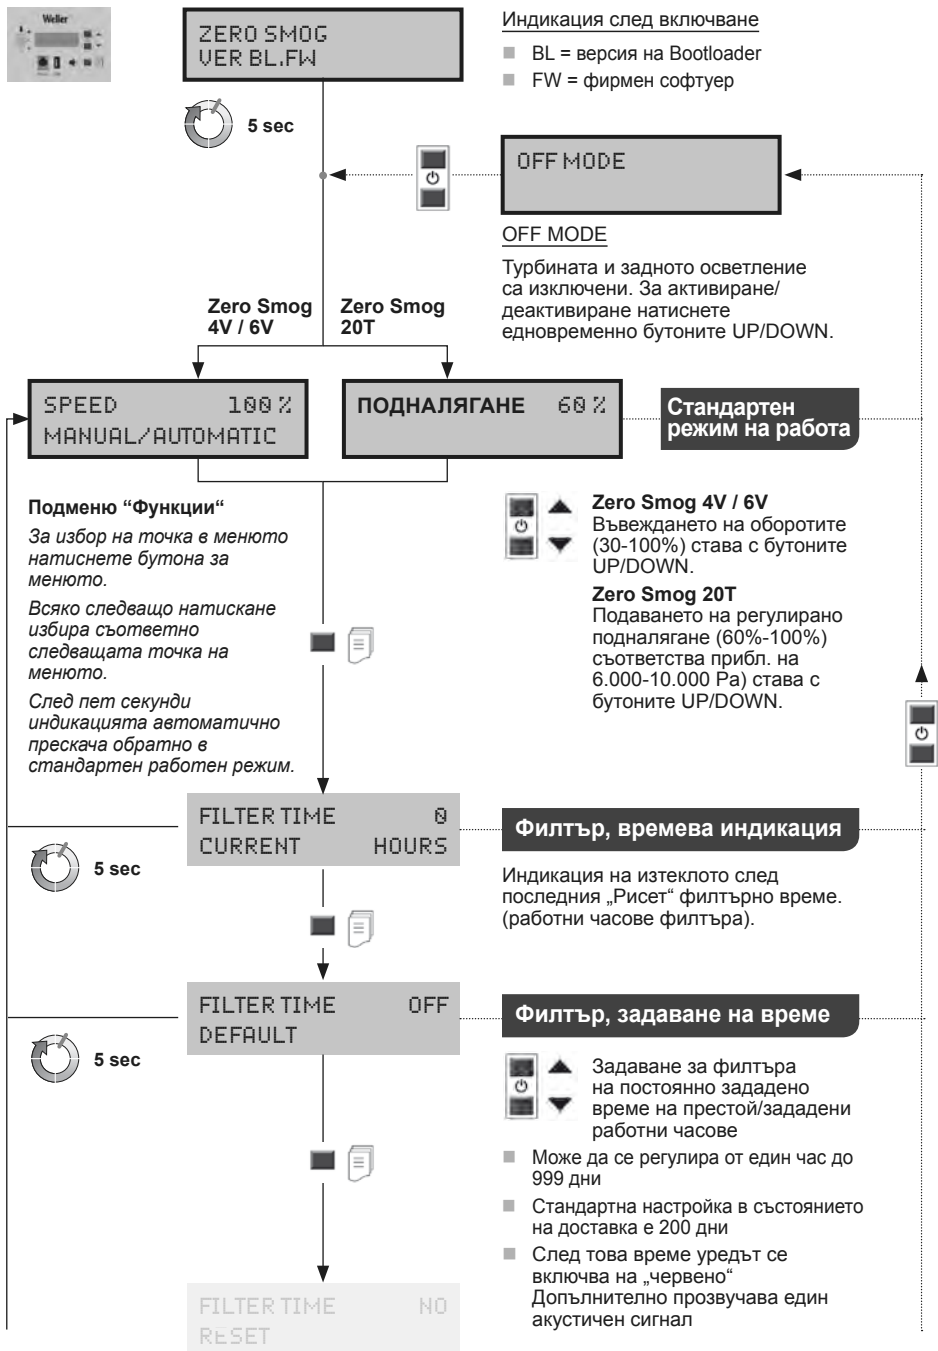 Weller
ZERO SMOG
VER BL.FW
Индикация след включване
BL = версия на Bootloader
FW = фирмен софтуер
5 sec
OFF MODE
OFF MODE
Турбината и задното осветление
са изключени. За активиране/
деактивиране натиснете
едновременно бутоните UP/DOWN.
Zero Smog
4V / 6V
Zero Smog
20T
SPEED 100 %
MANUAL/AUTOMATIC
ПОДНАЛЯГАНЕ 60 %
Стандартен
режим на работа
Подменю “Функции“
За избор на точка в менюто
натиснете бутона за
менюто.
Всяко следващо натискане
избира съответно
следващата точка на
менюто.
След пет секунди
индикацията автоматично
прескача обратно в
стандартен работен режим.
Zero Smog 4V / 6V
Въвеждането на оборотите
(30-100%) става с бутоните
UP/DOWN.
Zero Smog 20T
Подаването на регулирано
подналягане (60%-100%)
съответства прибл. на
6.000-10.000 Pa) става с
бутоните UP/DOWN.
FILTER TIME 0
CURRENT HOURS
5 sec
Филтър, времева индикация
Индикация на изтеклото след
последния „Рисет“ филтърно време.
(работни часове филтъра).
FILTER TIME OFF
DEFAULT
5 sec
Филтър, задаване на време
Задаване за филтъра
на постоянно зададено
време на престой/зададени
работни часове
Може да се регулира от един час до
999 дни
Стандартна настройка в състоянието
на доставка е 200 дни
След това време уредът се
включва на „червено“
Допълнително прозвучава един
акустичен сигнал
FILTER TIME NO
RESET